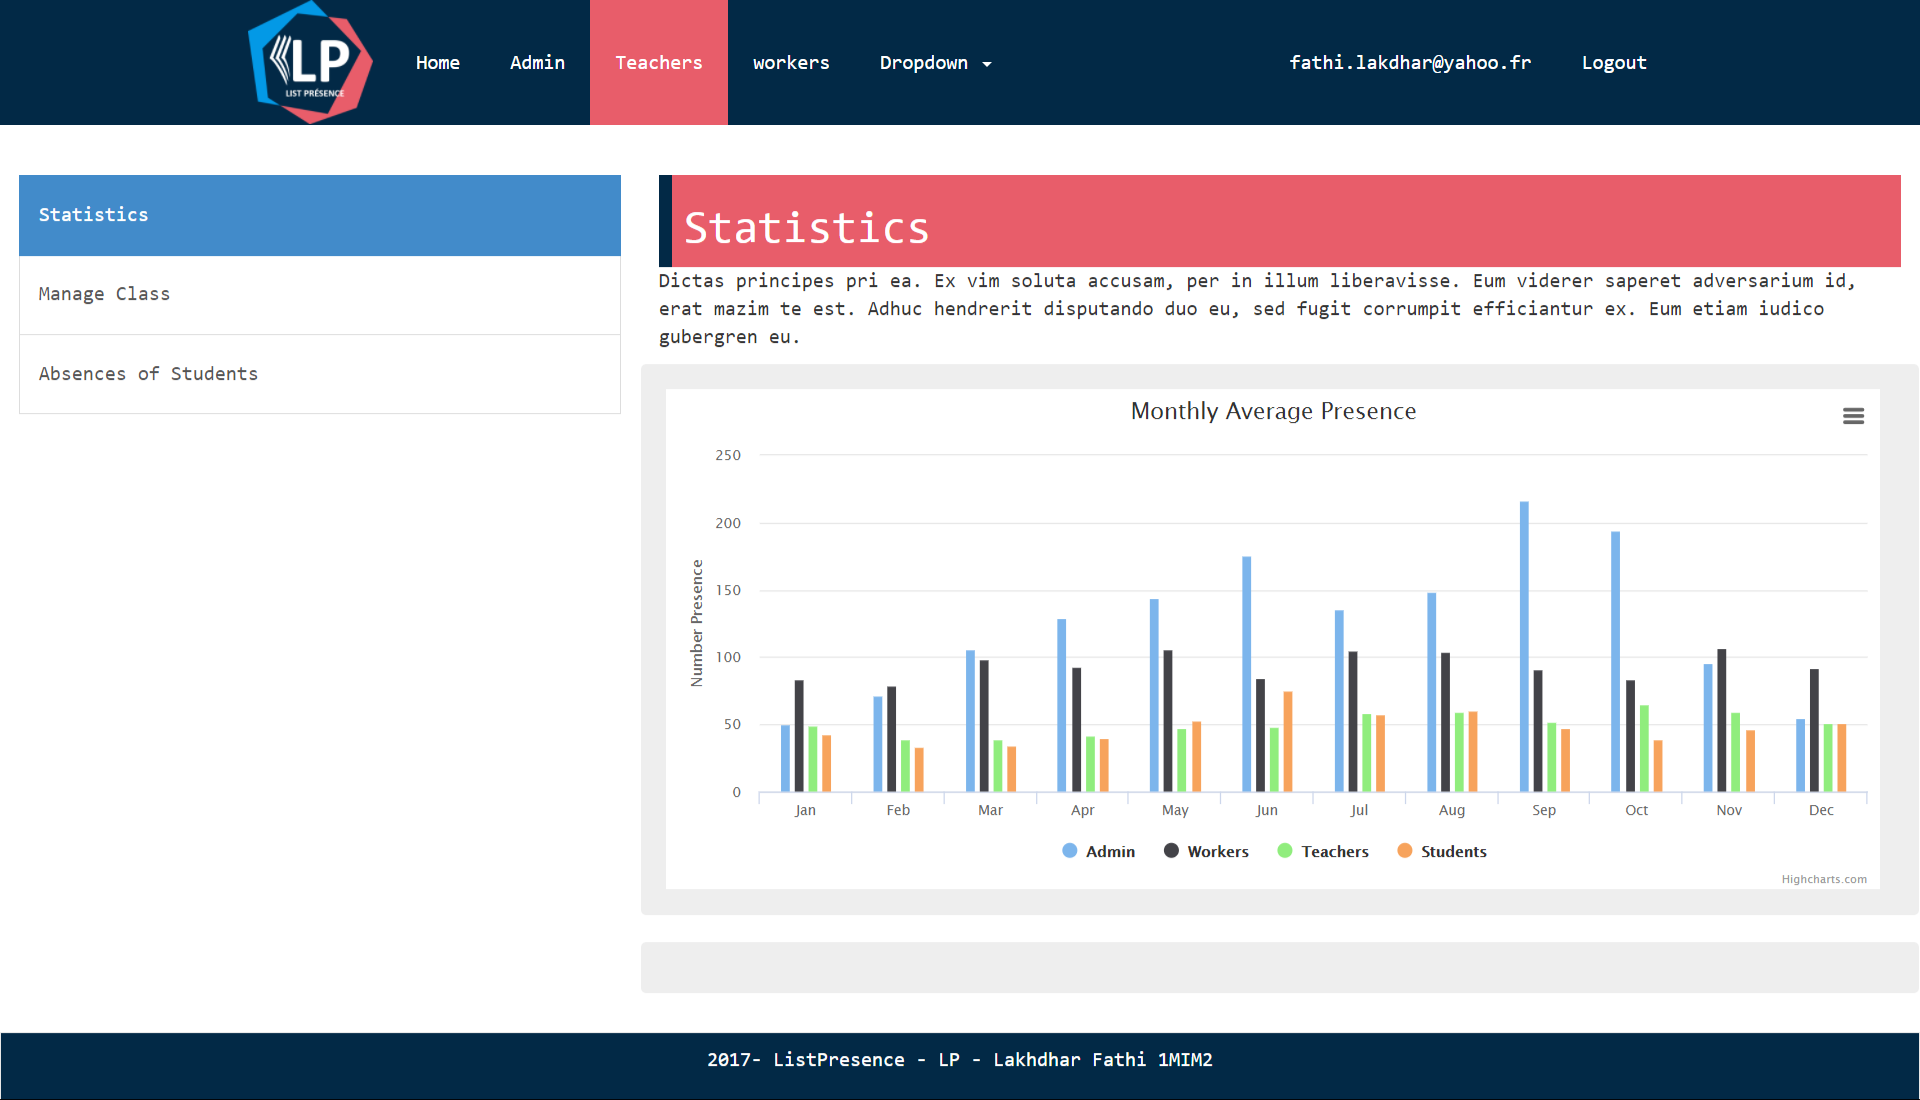 LP
LIST PRÉSENCE
Home
Admin
Teachers
workers
Dropdown
fathi.lakdhar@yahoo.fr
Logout
Statistics
Manage Class
Absences of Students
Statistics
Dictas principes pri ea. Ex vim soluta accusam, per in illum liberavisse. Eum viderer saperet adversarium id,
erat mazim te est. Adhuc hendrerit disputando duo eu, sed fugit corrumpit efficiantur ex. Eum etiam iudico
gubergren eu.
Monthly Average Presence
Number Presence
250
200
150
100
50
0
Jan Feb Mar Apr May Jun Jul Aug Sep Oct Nov Dec
Admin Workers Teachers Students
Highcharts.com
2017- ListPresence - LP - Lakhdhar Fathi 1MIM2